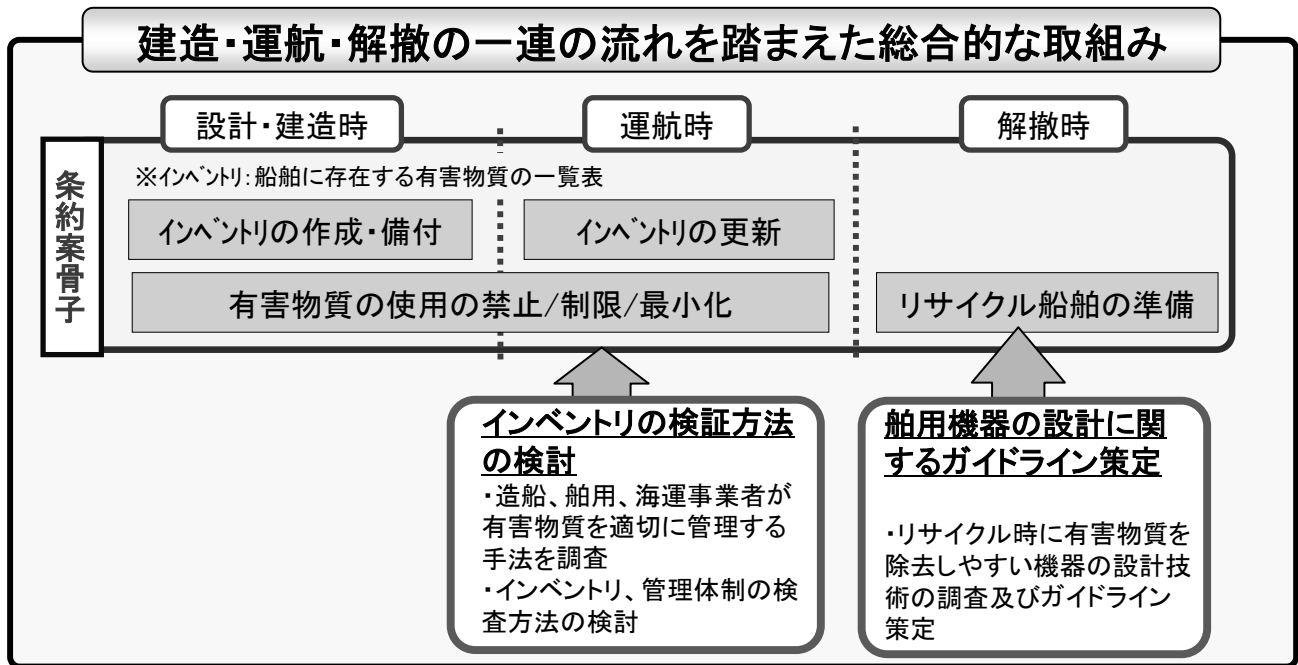 建造・運航・解撤の一連の流れを踏まえた総合的な取組み
設計・建造時
運航時
解撤時
条約案骨子
※ｲﾝﾍﾞﾝﾄﾘ：船舶に存在する有害物質の一覧表
ｲﾝﾍﾞﾝﾄﾘの作成・備付
ｲﾝﾍﾞﾝﾄﾘの更新
有害物質の使用の禁止/制限/最小化
リサイクル船舶の準備
インベントリの検証方法
の検討
・造船、舶用、海運事業者が
有害物質を適切に管理する
手法を調査
・インベントリ、管理体制の検
査方法の検討
舶用機器の設計に関
するガイドライン策定
・リサイクル時に有害物質を
除去しやすい機器の設計技
術の調査及びガイドライン
策定